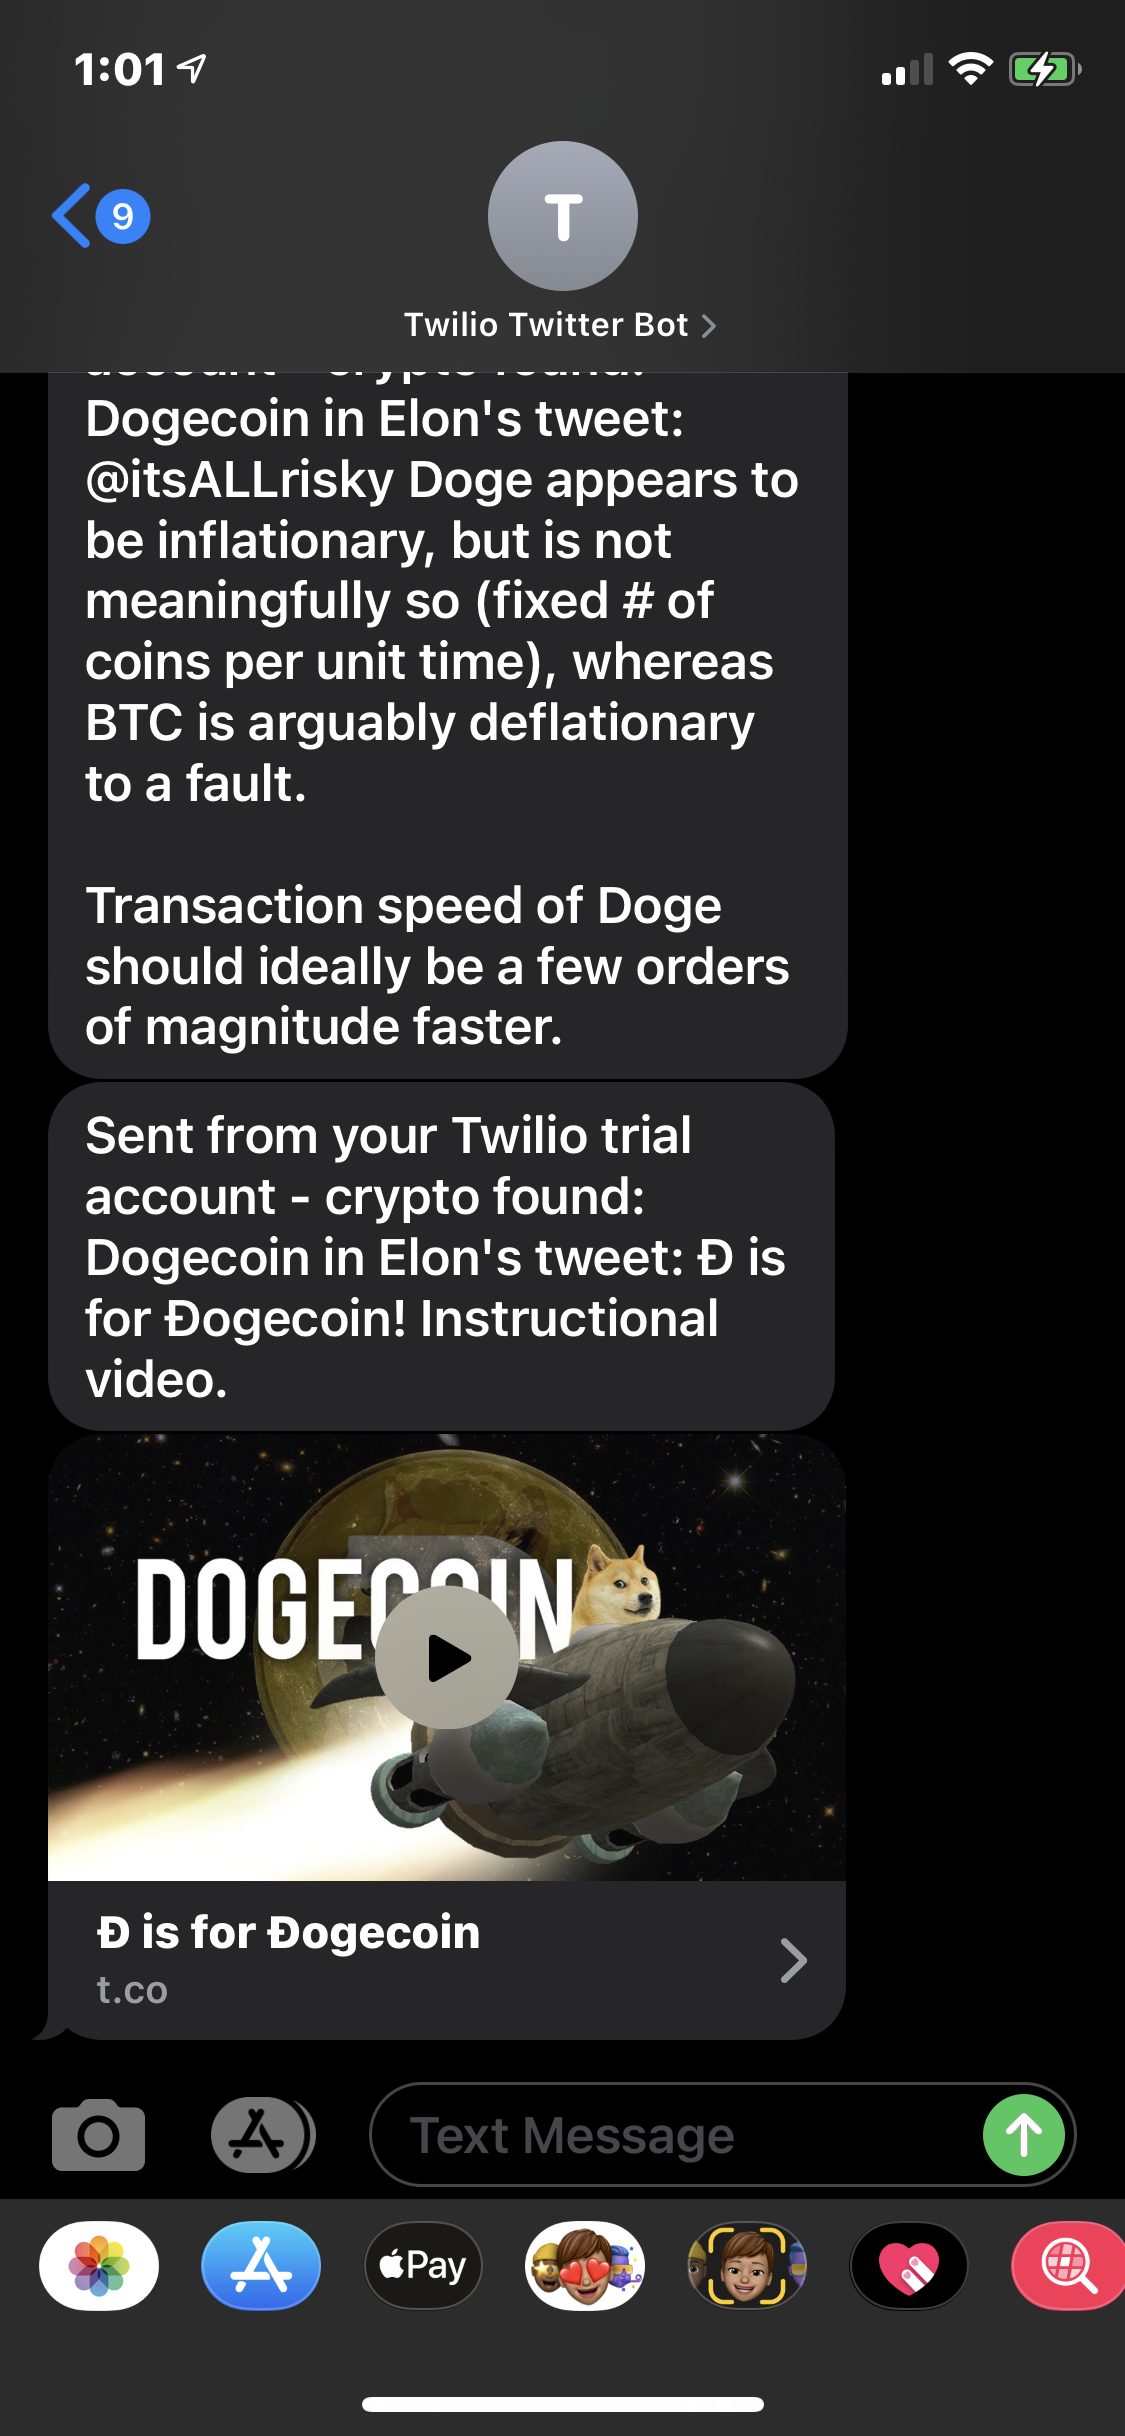 1:01
9
T
Twilio Twitter Bot
account - crypto found:
Dogecoin in Elon's tweet:
@itsALLrisky Doge appears to
be inflationary, but is not
meaningfully so (fixed # of
coins per unit time), whereas
BTC is arguably deflationary
to a fault.
Transaction speed of Doge
should ideally be a few orders
of magnitude faster.
Sent from your Twilio trial
account - crypto found:
Dogecoin in Elon's tweet: Đ is
for Đogecoin! Instructional
video.
DOGECOIN
Đ is for Đogecoin
t.co
Text Message
Pay